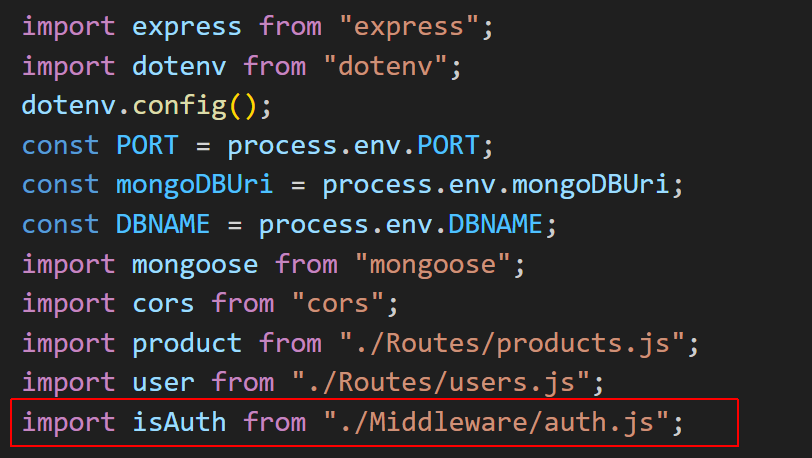 import express from "express";
import dotenv from "dotenv";
dotenv.config();
const PORT = process.env.PORT;
const mongoDBUri = process.env.mongoDBUri;
const DBNAME = process.env.DBNAME;
import mongoose from "mongoose";
import cors from "cors";
import product from "./Routes/products.js";
import user from "./Routes/users.js";
import isAuth from "./Middleware/auth.js";